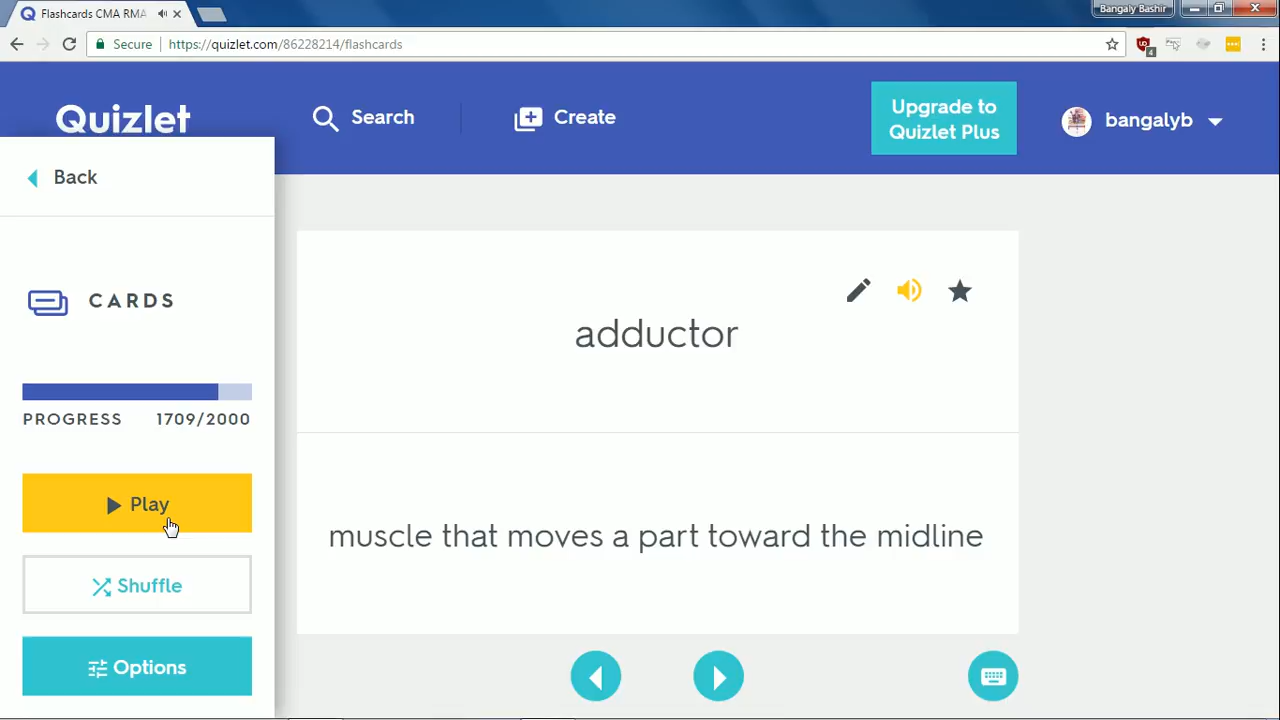 Flashcards CMA RMA
Bangaly Bashir
Secure
https://quizlet.com/86228214/flashcards
4
Quizlet
Search
Create
Upgrade to
Quizlet Plus
bangalyb
Back
CARDS
PROGRESS 1709/2000
Play
Shuffle
Options
adductor
muscle that moves a part toward the midline